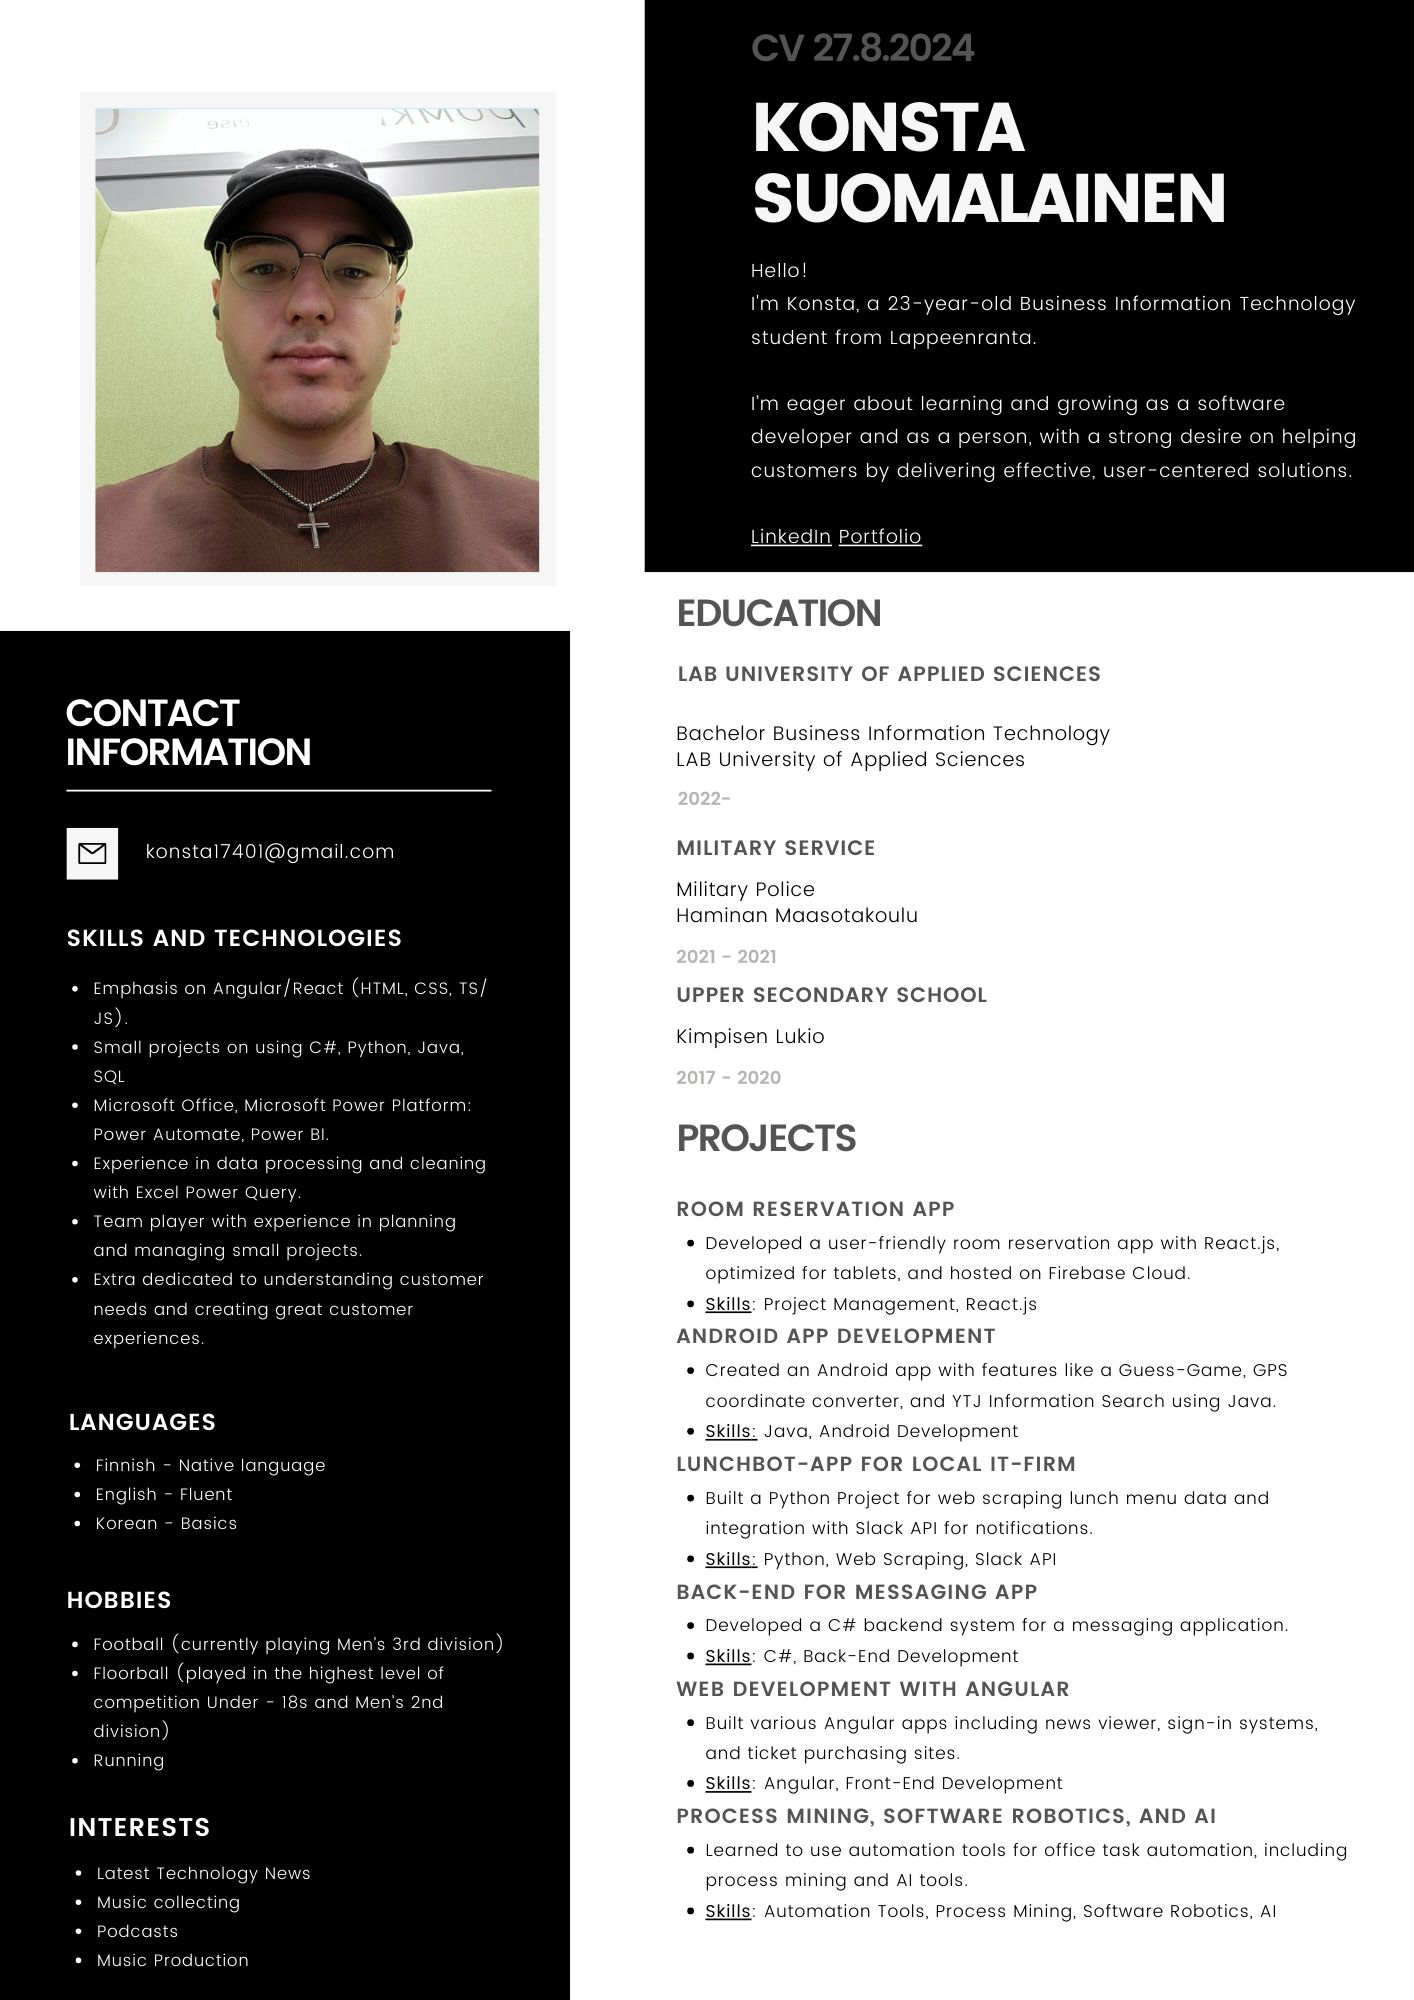 CV 27.8.2024
KONSTA
SUOMALAINEN
Hello!
I'm Konsta, a 23-year-old Business Information Technology
student from Lappeenranta.
I'm eager about learning and growing as a software
developer and as a person, with a strong desire on helping
customers by delivering effective, user-centered solutions.
LinkedIn Portfolio
CONTACT
INFORMATION
konsta17401@gmail.com
SKILLS AND TECHNOLOGIES
• Emphasis on Angular/React (HTML, CSS, TS/
JS).
• Small projects on using C#, Python, Java,
SQL
• Microsoft Office, Microsoft Power Platform:
Power Automate, Power BI.
• Experience in data processing and cleaning
with Excel Power Query.
• Team player with experience in planning
and managing small projects.
• Extra dedicated to understanding customer
needs and creating great customer
experiences.
LANGUAGES
• Finnish - Native language
• English - Fluent
• Korean - Basics
HOBBIES
• Football (currently playing Men's 3rd division)
• Floorball (played in the highest level of
competition Under - 18s and Men's 2nd
division)
• Running
INTERESTS
• Latest Technology News
• Music collecting
• Podcasts
• Music Production
EDUCATION
LAB UNIVERSITY OF APPLIED SCIENCES
Bachelor Business Information Technology
LAB University of Applied Sciences
2022-
MILITARY SERVICE
Military Police
Haminan Maasotakoulu
2021 - 2021
UPPER SECONDARY SCHOOL
Kimpisen Lukio
2017 - 2020
PROJECTS
ROOM RESERVATION APP
• Developed a user-friendly room reservation app with React.js,
optimized for tablets, and hosted on Firebase Cloud.
• Skills: Project Management, React.js
ANDROID APP DEVELOPMENT
• Created an Android app with features like a Guess-Game, GPS
coordinate converter, and YTJ Information Search using Java.
• Skills: Java, Android Development
LUNCHBOT-APP FOR LOCAL IT-FIRM
• Built a Python Project for web scraping lunch menu data and
integration with Slack API for notifications.
• Skills: Python, Web Scraping, Slack API
BACK-END FOR MESSAGING APP
• Developed a C# backend system for a messaging application.
• Skills: C#, Back-End Development
WEB DEVELOPMENT WITH ANGULAR
• Built various Angular apps including news viewer, sign-in systems,
and ticket purchasing sites.
• Skills: Angular, Front-End Development
PROCESS MINING, SOFTWARE ROBOTICS, AND AI
• Learned to use automation tools for office task automation, including
process mining and AI tools.
• Skills: Automation Tools, Process Mining, Software Robotics, AI